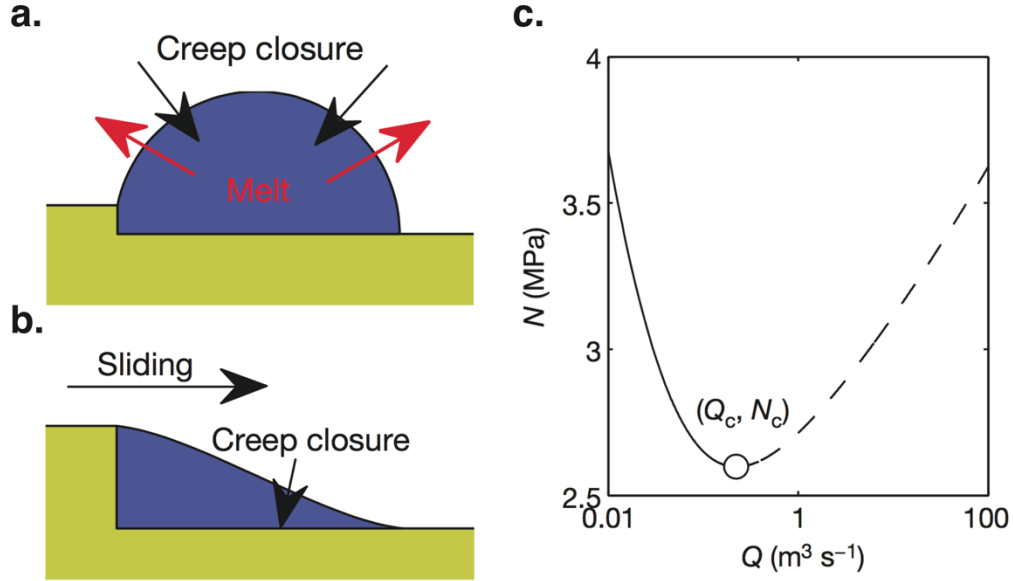 a.
Creep closure
Melt
b.
Sliding
Creep closure
c.
4
3.5
3
2.5
N (MPa)
(Qc, Nc)
0.01
1
100
Q (m³ s⁻¹)